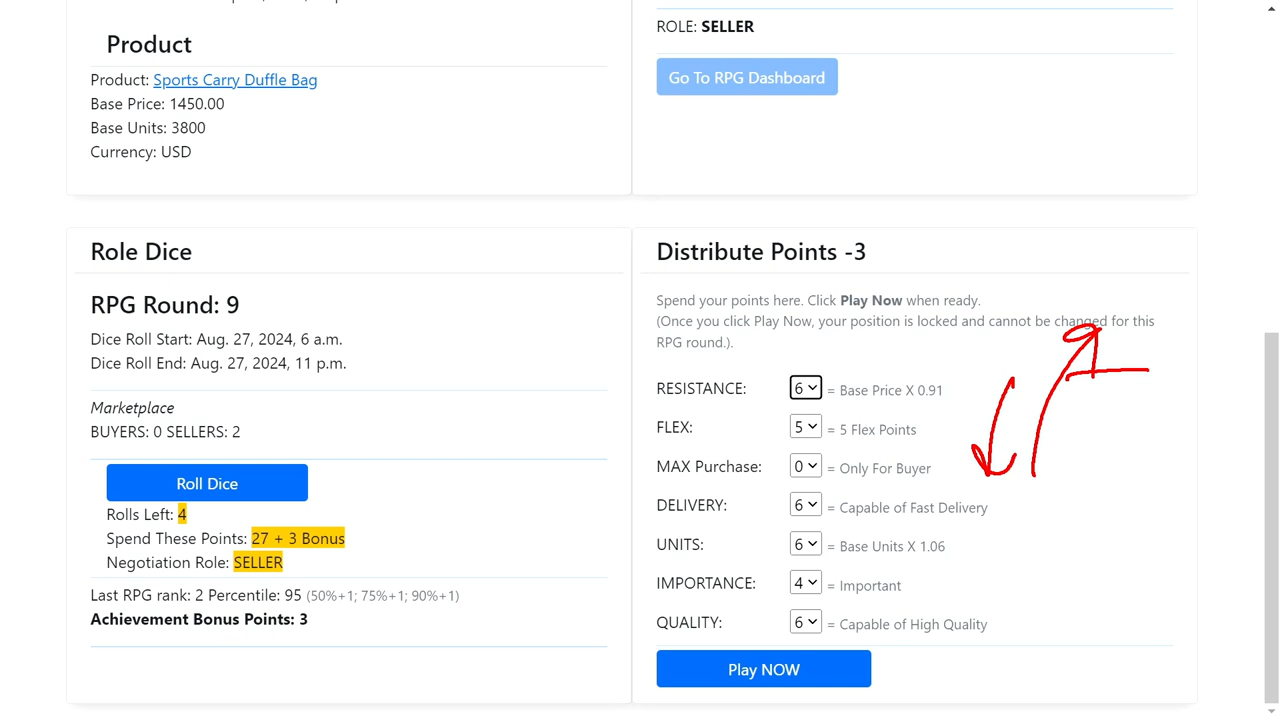 Product
Product: Sports Carry Duffle Bag
Base Price: 1450.00
Base Units: 3800
Currency: USD
ROLE: SELLER
Go To RPG Dashboard
Role Dice
RPG Round: 9
Dice Roll Start: Aug. 27, 2024, 6 a.m.
Dice Roll End: Aug. 27, 2024, 11 p.m.
Marketplace
BUYERS: 0 SELLERS: 2
Roll Dice
Rolls Left: 4
Spend These Points: 27 + 3 Bonus
Negotiation Role: SELLER
Last RPG rank: 2 Percentile: 95 (50%+1; 75%+1; 90%+1)
Achievement Bonus Points: 3
Distribute Points -3
Spend your points here. Click Play Now when ready.
(Once you click Play Now, your position is locked and cannot be changed for this
RPG round.).
RESISTANCE: 6 = Base Price X 0.91
FLEX: 5 = 5 Flex Points
MAX Purchase: 0 = Only For Buyer
DELIVERY: 6 = Capable of Fast Delivery
UNITS: 6 = Base Units X 1.06
IMPORTANCE: 4 = Important
QUALITY: 6 = Capable of High Quality
Play NOW